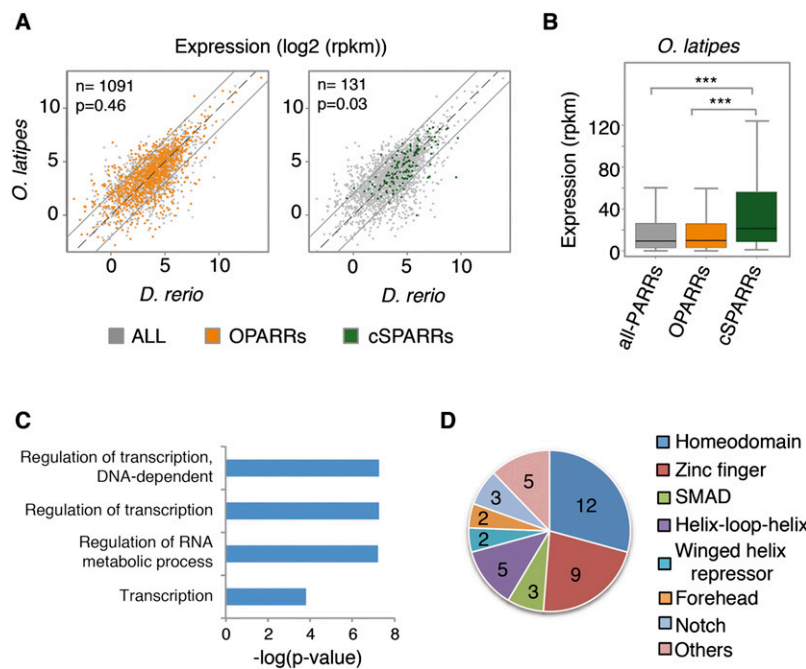 A
Expression (log2 (rpkm))
n= 1091
p=0.46
n= 131
p=0.03
O. latipes
10
5
0
10
5
0
0 5 10
0 5 10
D. rerio
D. rerio
ALL
OPARRs
cSPARRs
B
O. latipes
***
***
Expression (rpkm)
120
80
40
0
all-PARRs
OPARRs
cSPARRs
C
Regulation of transcription,
DNA-dependent
Regulation of transcription
Regulation of RNA
metabolic process
Transcription
0 2 4 6 8
-log(p-value)
D
12
9
3
5
2
2
3
5
Homeodomain
Zinc finger
SMAD
Helix-loop-helix
Winged helix
repressor
Forehead
Notch
Others